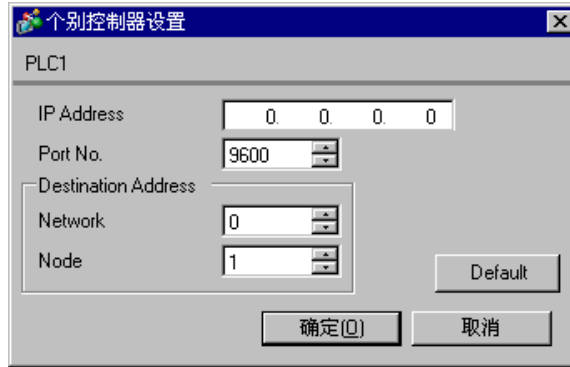 个别控制器设置
PLC1
IP Address 0. 0. 0. 0
Port No. 9600
Destination Address
Network 0
Node 1
Default
确定(O) 取消